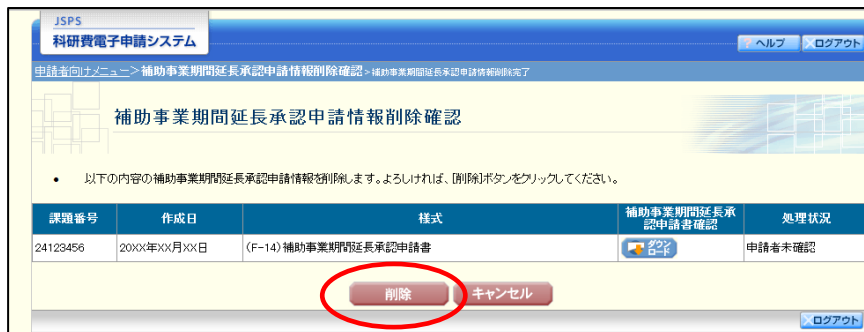 JSPS
科研費電子申請システム
ヘルプ
ログアウト
申請者向けメニュー>補助事業期間延長承認申請情報削除確認>補助事業期間延長承認申請情報削除完了
補助事業期間延長承認申請情報削除確認
• 以下の内容の補助事業期間延長承認申請情報を削除します。よろしければ、[削除]ボタンをクリックしてください。
課題番号 作成日 様式 補助事業期間延長承認申請書確認 処理状況
24123456 20XX年XX月XX日 (F-14)補助事業期間延長承認申請書 ダウンロード 申請者未確認
削除 キャンセル
ログアウト